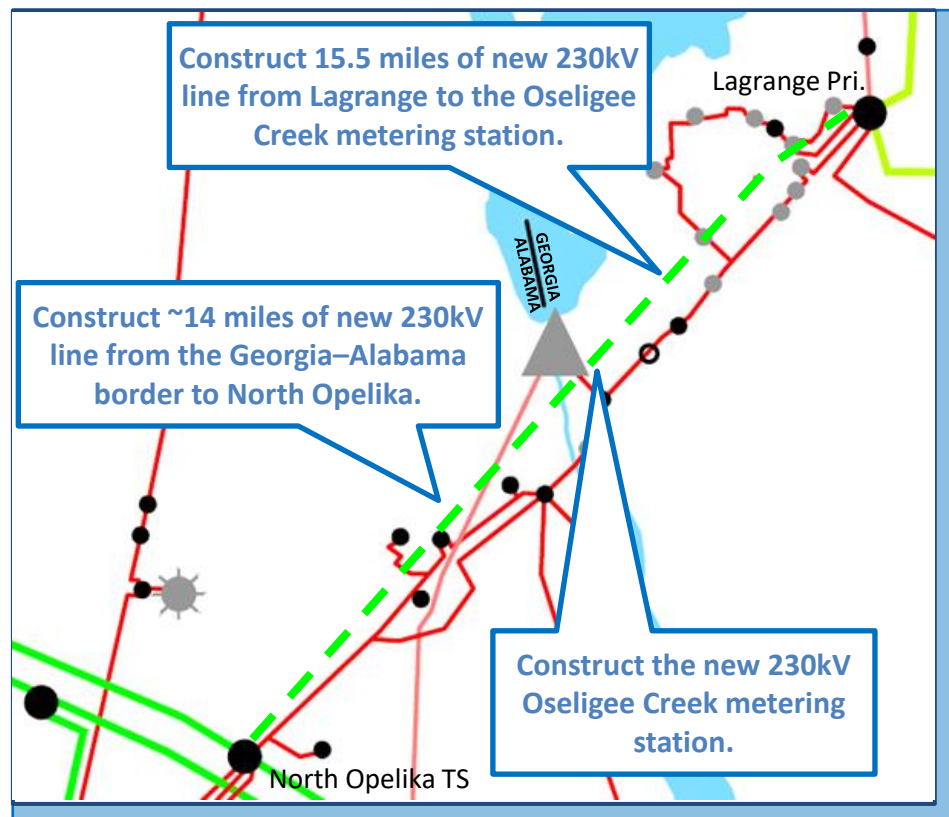 Construct 15.5 miles of new 230kV
line from Lagrange to the Oseligee
Creek metering station.
Lagrange Pri.
GEORGIA
ALABAMA
Construct ~14 miles of new 230kV
line from the Georgia–Alabama
border to North Opelika.
Construct the new 230kV
Oseligee Creek metering
station.
North Opelika TS